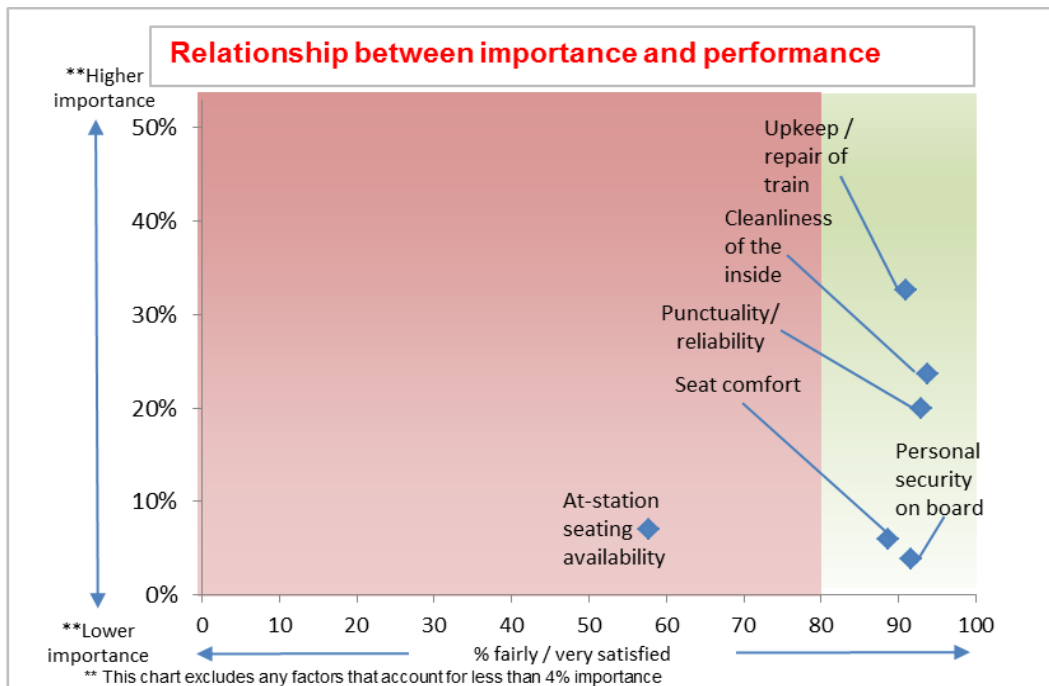 Relationship between importance and performance
**Higher
importance
50%
40%
30%
20%
10%
0%
Upkeep /
repair of
train
Cleanliness
of the
inside
Punctuality/
reliability
Seat comfort
Personal
security
on board
At-station
seating
availability
0 10 20 30 40 50 60 70 80 90 100
**Lower
importance
% fairly / very satisfied
** This chart excludes any factors that account for less than 4% importance